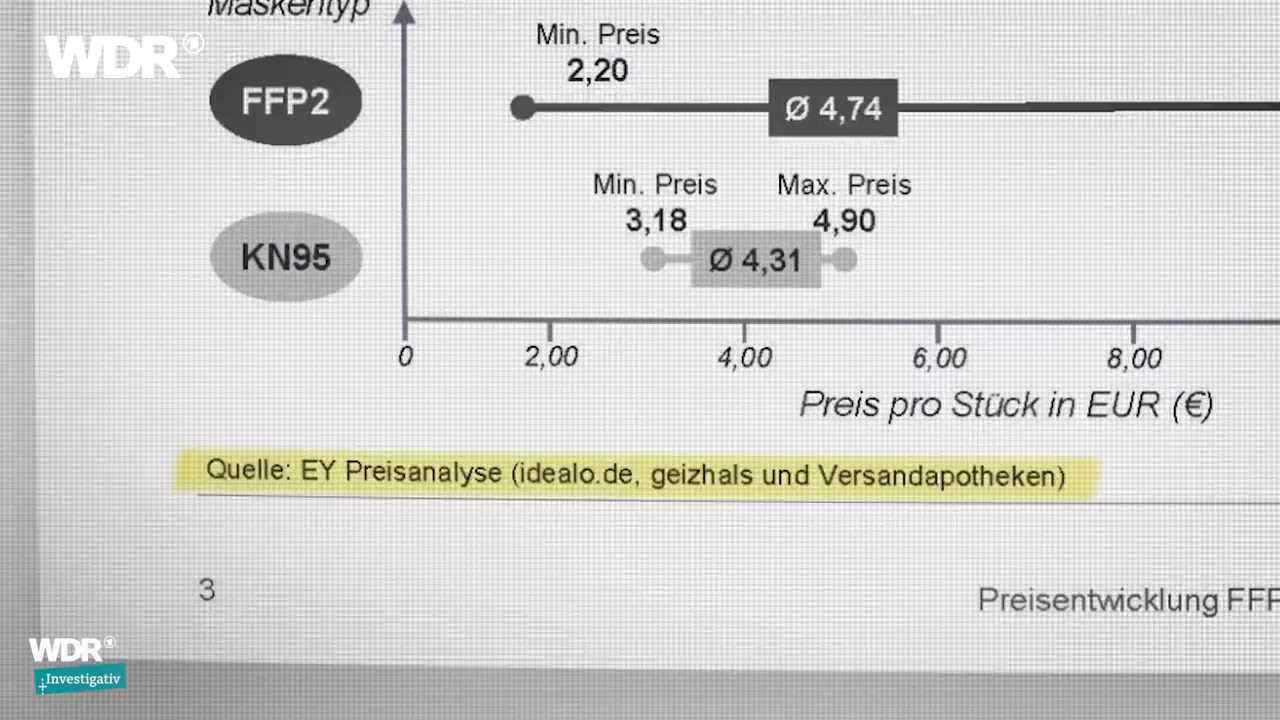 Maskentyp
WDR
Min. Preis
2,20
FFP2
Ø 4,74
Min. Preis
Max. Preis
3,18
4,90
KN95
Ø 4,31
0
2,00
4,00
6,00
8,00
Preis pro Stück in EUR (€)
Quelle: EY Preisanalyse (idealo.de, geizhals und Versandapotheken)
3
Preisentwicklung FFP
WDR
Investigativ